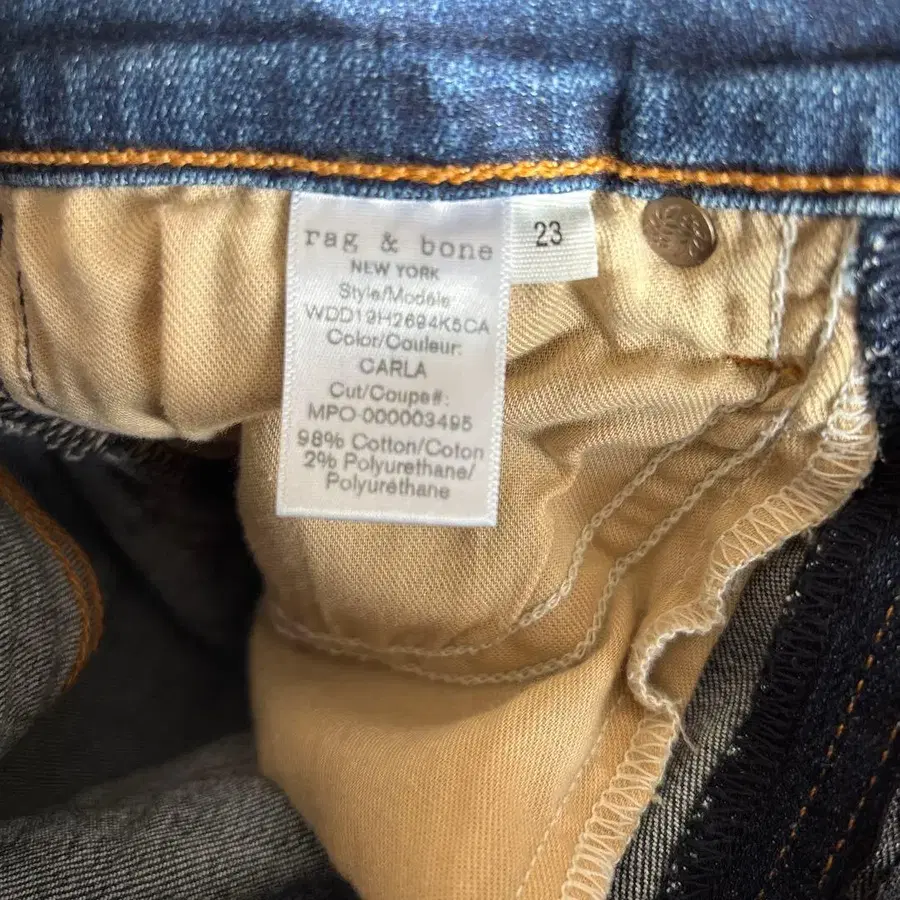 rag & bone
NEW YORK
Style/Modèle
WDD19H2694K5CA
Color/Couleur:
CARLA
Cut/Coupe#:
MPO-000003495
98% Cotton/Coton
2% Polyurethane/
Polyuréthane
23